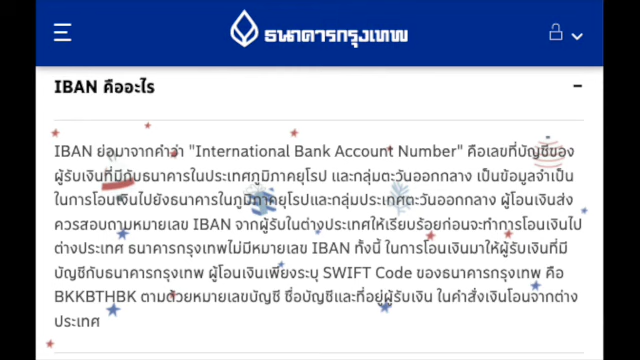 ธนาคารกรุงเทพ
IBAN คืออะไร
IBAN ย่อมาจากคำว่า "International Bank Account Number" คือเลขที่บัญชีของ
ผู้รับเงินที่มีกับธนาคารในประเทศภูมิภาคยุโรป และกลุ่มตะวันออกกลาง เป็นข้อมูลจำเป็น
ในการโอนเงินไปยังธนาคารในภูมิภาคยุโรปและกลุ่มประเทศตะวันออกกลาง ผู้โอนเงินส่ง
ควรสอบถามหมายเลข IBAN จากผู้รับในต่างประเทศให้เรียบร้อยก่อนจะทำการโอนเงินไป
ต่างประเทศ ธนาคารกรุงเทพไม่มีหมายเลข IBAN ทั้งนี้ ในการโอนเงินมาให้ผู้รับเงินที่มี
บัญชีกับธนาคารกรุงเทพ ผู้โอนเงินเพียงระบุ SWIFT Code ของธนาคารกรุงเทพ คือ
BKKBTHBK ตามด้วยหมายเลขบัญชี ชื่อบัญชีและที่อยู่ผู้รับเงิน ในคำสั่งเงินโอนจากต่าง
ประเทศ